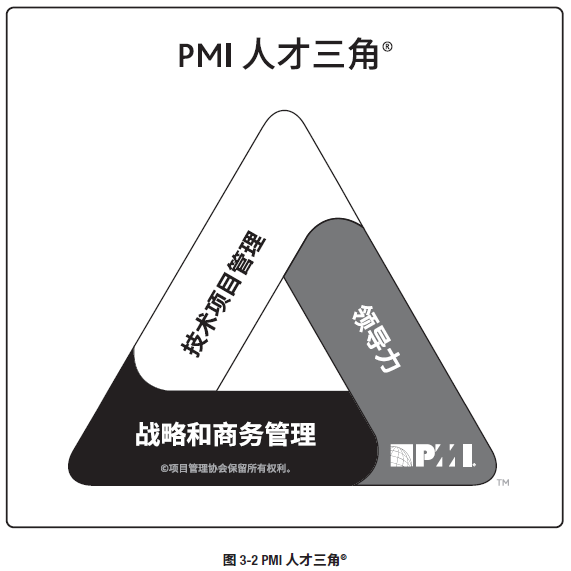 PMI 人才三角®
技术项目管理
领导力
战略和商务管理
©项目管理协会保留所有权利。
PMI.
TM
图 3-2 PMI 人才三角®